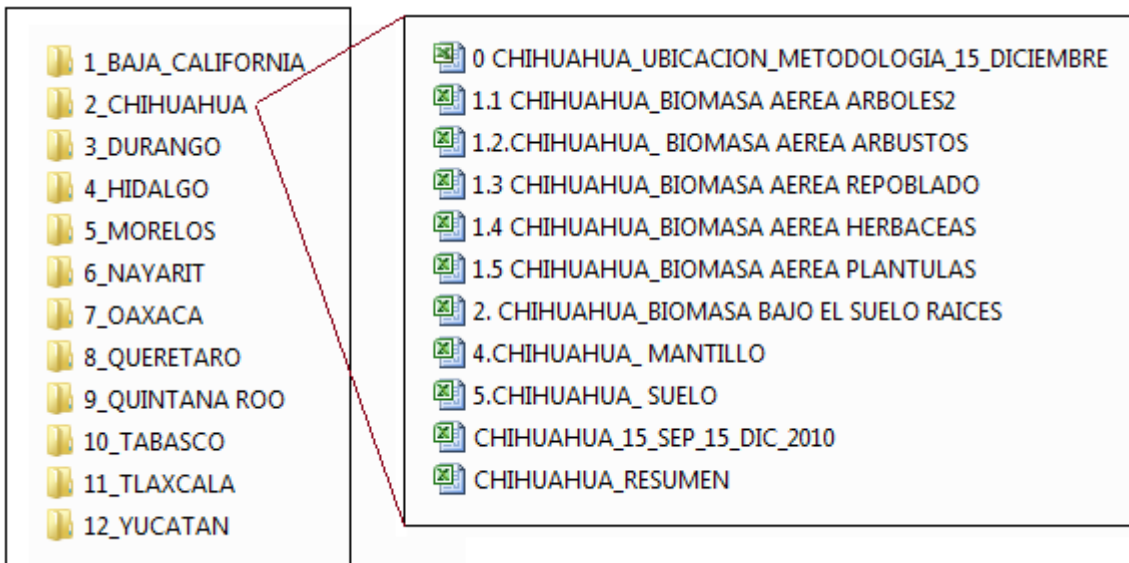 1_BAJA_CALIFORNIA
2_CHIHUAHUA
3_DURANGO
4_HIDALGO
5_MORELOS
6_NAYARIT
7_OAXACA
8_QUERETARO
9_QUINTANA ROO
10_TABASCO
11_TLAXCALA
12_YUCATAN
0 CHIHUAHUA_UBICACION_METODOLOGIA_15_DICIEMBRE
1.1 CHIHUAHUA_BIOMASA AEREA ARBOLES2
1.2.CHIHUAHUA_ BIOMASA AEREA ARBUSTOS
1.3 CHIHUAHUA_BIOMASA AEREA REPOBLADO
1.4 CHIHUAHUA_BIOMASA AEREA HERBACEAS
1.5 CHIHUAHUA_BIOMASA AEREA PLANTULAS
2. CHIHUAHUA_BIOMASA BAJO EL SUELO RAICES
4.CHIHUAHUA_ MANTILLO
5.CHIHUAHUA_ SUELO
CHIHUAHUA_15_SEP_15_DIC_2010
CHIHUAHUA_RESUMEN